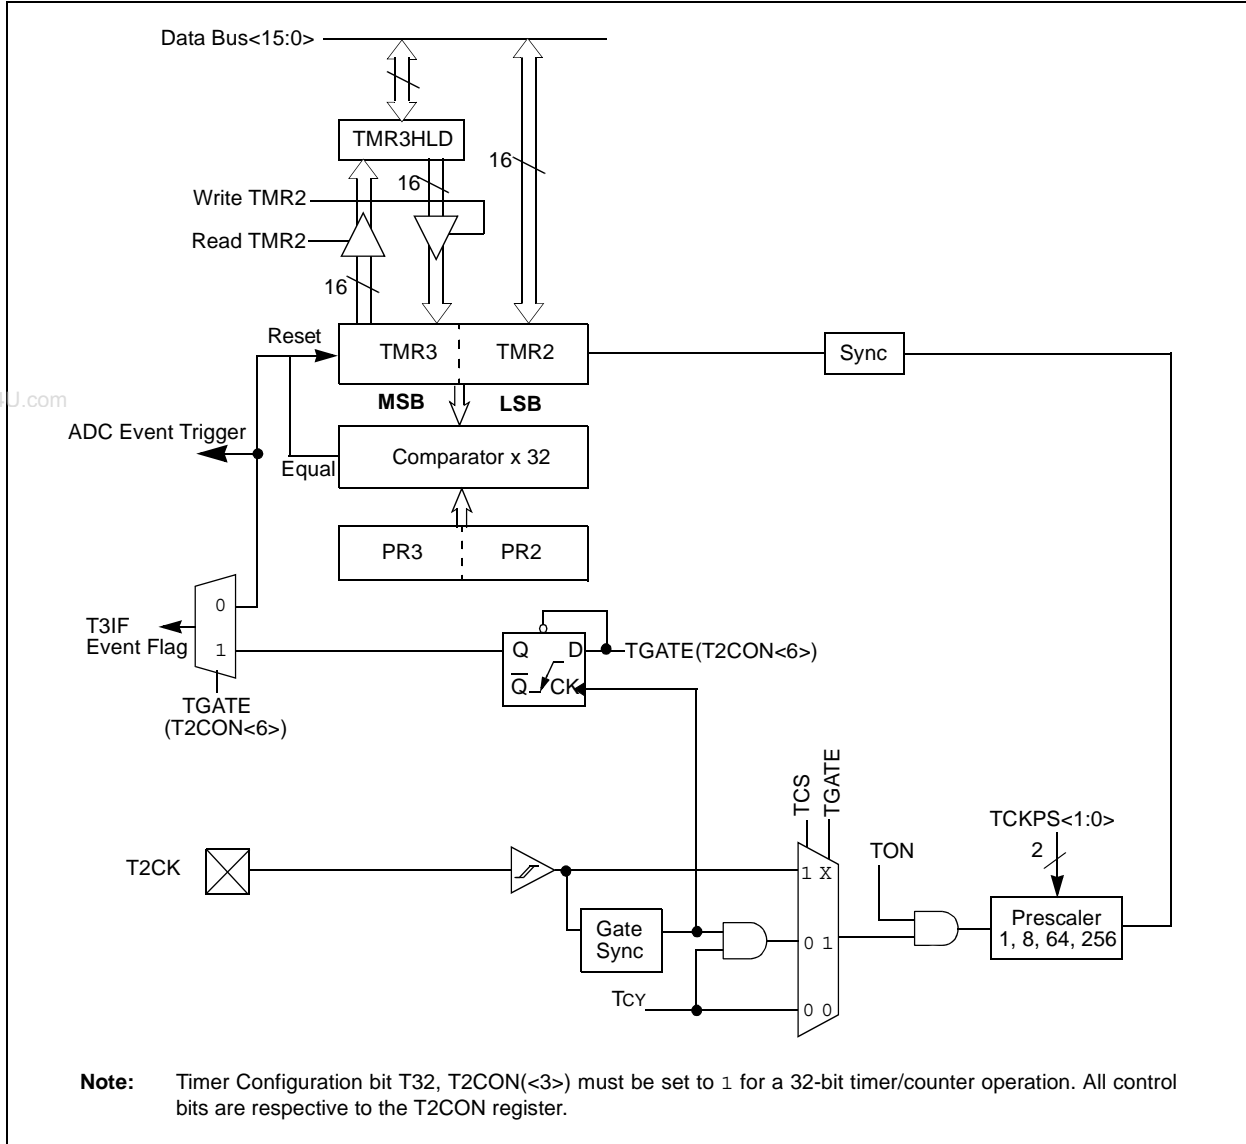 Data Bus<15:0>
TMR3HLD
16
16
Write TMR2
Read TMR2
16
Reset
TMR3
TMR2
Sync
4U.com
MSB
LSB
ADC Event Trigger
Equal
Comparator x 32
PR3
PR2
0
T3IF
Event Flag
1
Q
D
TGATE(T2CON<6>)
Q
CK
TGATE
(T2CON<6>)
TCS
TGATE
TCKPS<1:0>
2
TON
T2CK
1 X
Prescaler
1, 8, 64, 256
Gate
Sync
0 1
TCY
0 0
Note: Timer Configuration bit T32, T2CON(<3>) must be set to 1 for a 32-bit timer/counter operation. All control
bits are respective to the T2CON register.